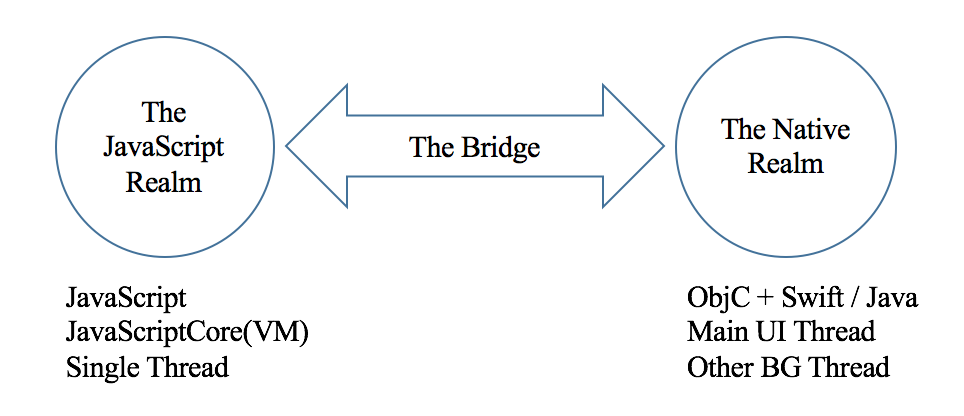 The
JavaScript
Realm
The Bridge
The Native
Realm
JavaScript
JavaScriptCore(VM)
Single Thread
ObjC + Swift / Java
Main UI Thread
Other BG Thread